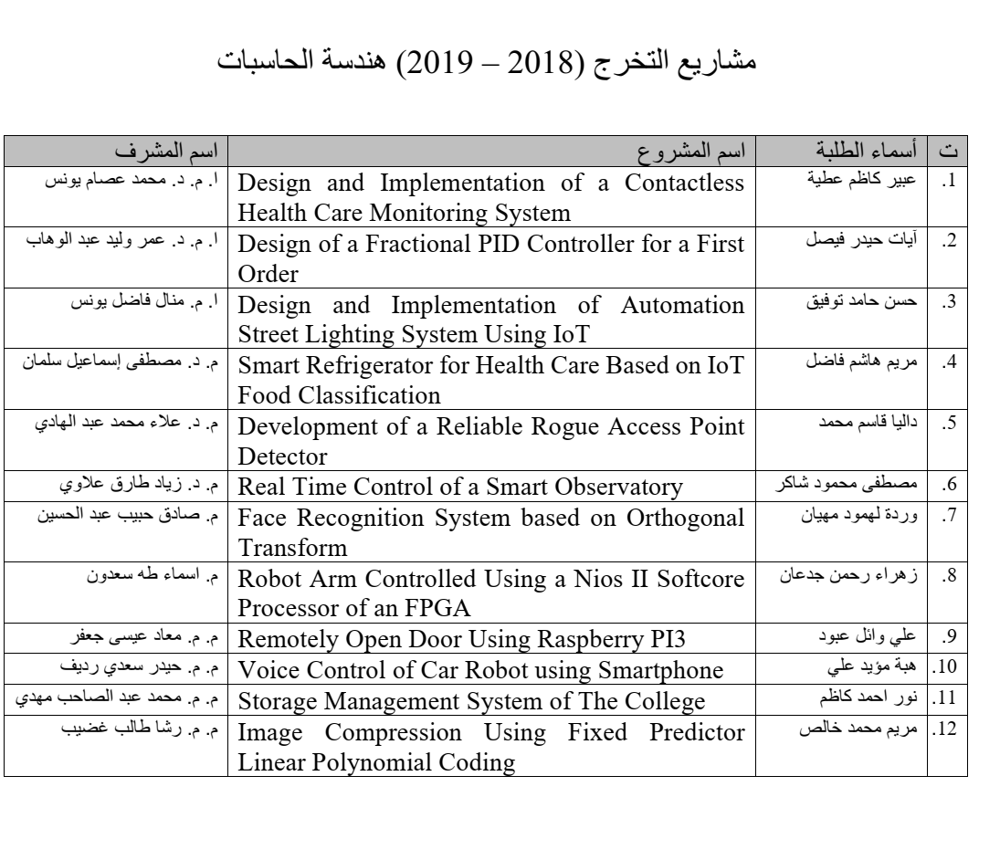 مشاريع التخرج (2018 – 2019) هندسة الحاسبات
ت أسماء الطلبة اسم المشروع اسم المشرف
1. عبير كاظم عطية Design and Implementation of a Contactless ا. م. د. محمد عصام يونس
Health Care Monitoring System
2. آيات حيدر فيصل Design of a Fractional PID Controller for a First ا. م. د. عمر وليد عبد الوهاب
Order
3. حسن حامد توفيق Design and Implementation of Automation ا. م. منال فاضل يونس
Street Lighting System Using IoT
4. مريم هاشم فاضل Smart Refrigerator for Health Care Based on IoT م. د. مصطفى إسماعيل سلمان
Food Classification
5. داليا قاسم محمد Development of a Reliable Rogue Access Point م. د. علاء محمد عبد الهادي
Detector
6. مصطفى محمود شاكر Real Time Control of a Smart Observatory م. د. زياد طارق علاوي
7. وردة لهمود مهيان Face Recognition System based on Orthogonal م. صادق حبيب عبد الحسين
Transform
8. زهراء رحمن جدعان Robot Arm Controlled Using a Nios II Softcore م. اسماء طه سعدون
Processor of an FPGA
9. علي وائل عبود Remotely Open Door Using Raspberry PI3 م. م. معاد عيسى جعفر
10. هبة مؤيد علي Voice Control of Car Robot using Smartphone م. م. حيدر سعدي رديف
11. نور احمد كاظم Storage Management System of The College م. م. محمد عبد الصاحب مهدي
12. مريم محمد خالص Image Compression Using Fixed Predictor م. م. رشا طالب غضيب
Linear Polynomial Coding